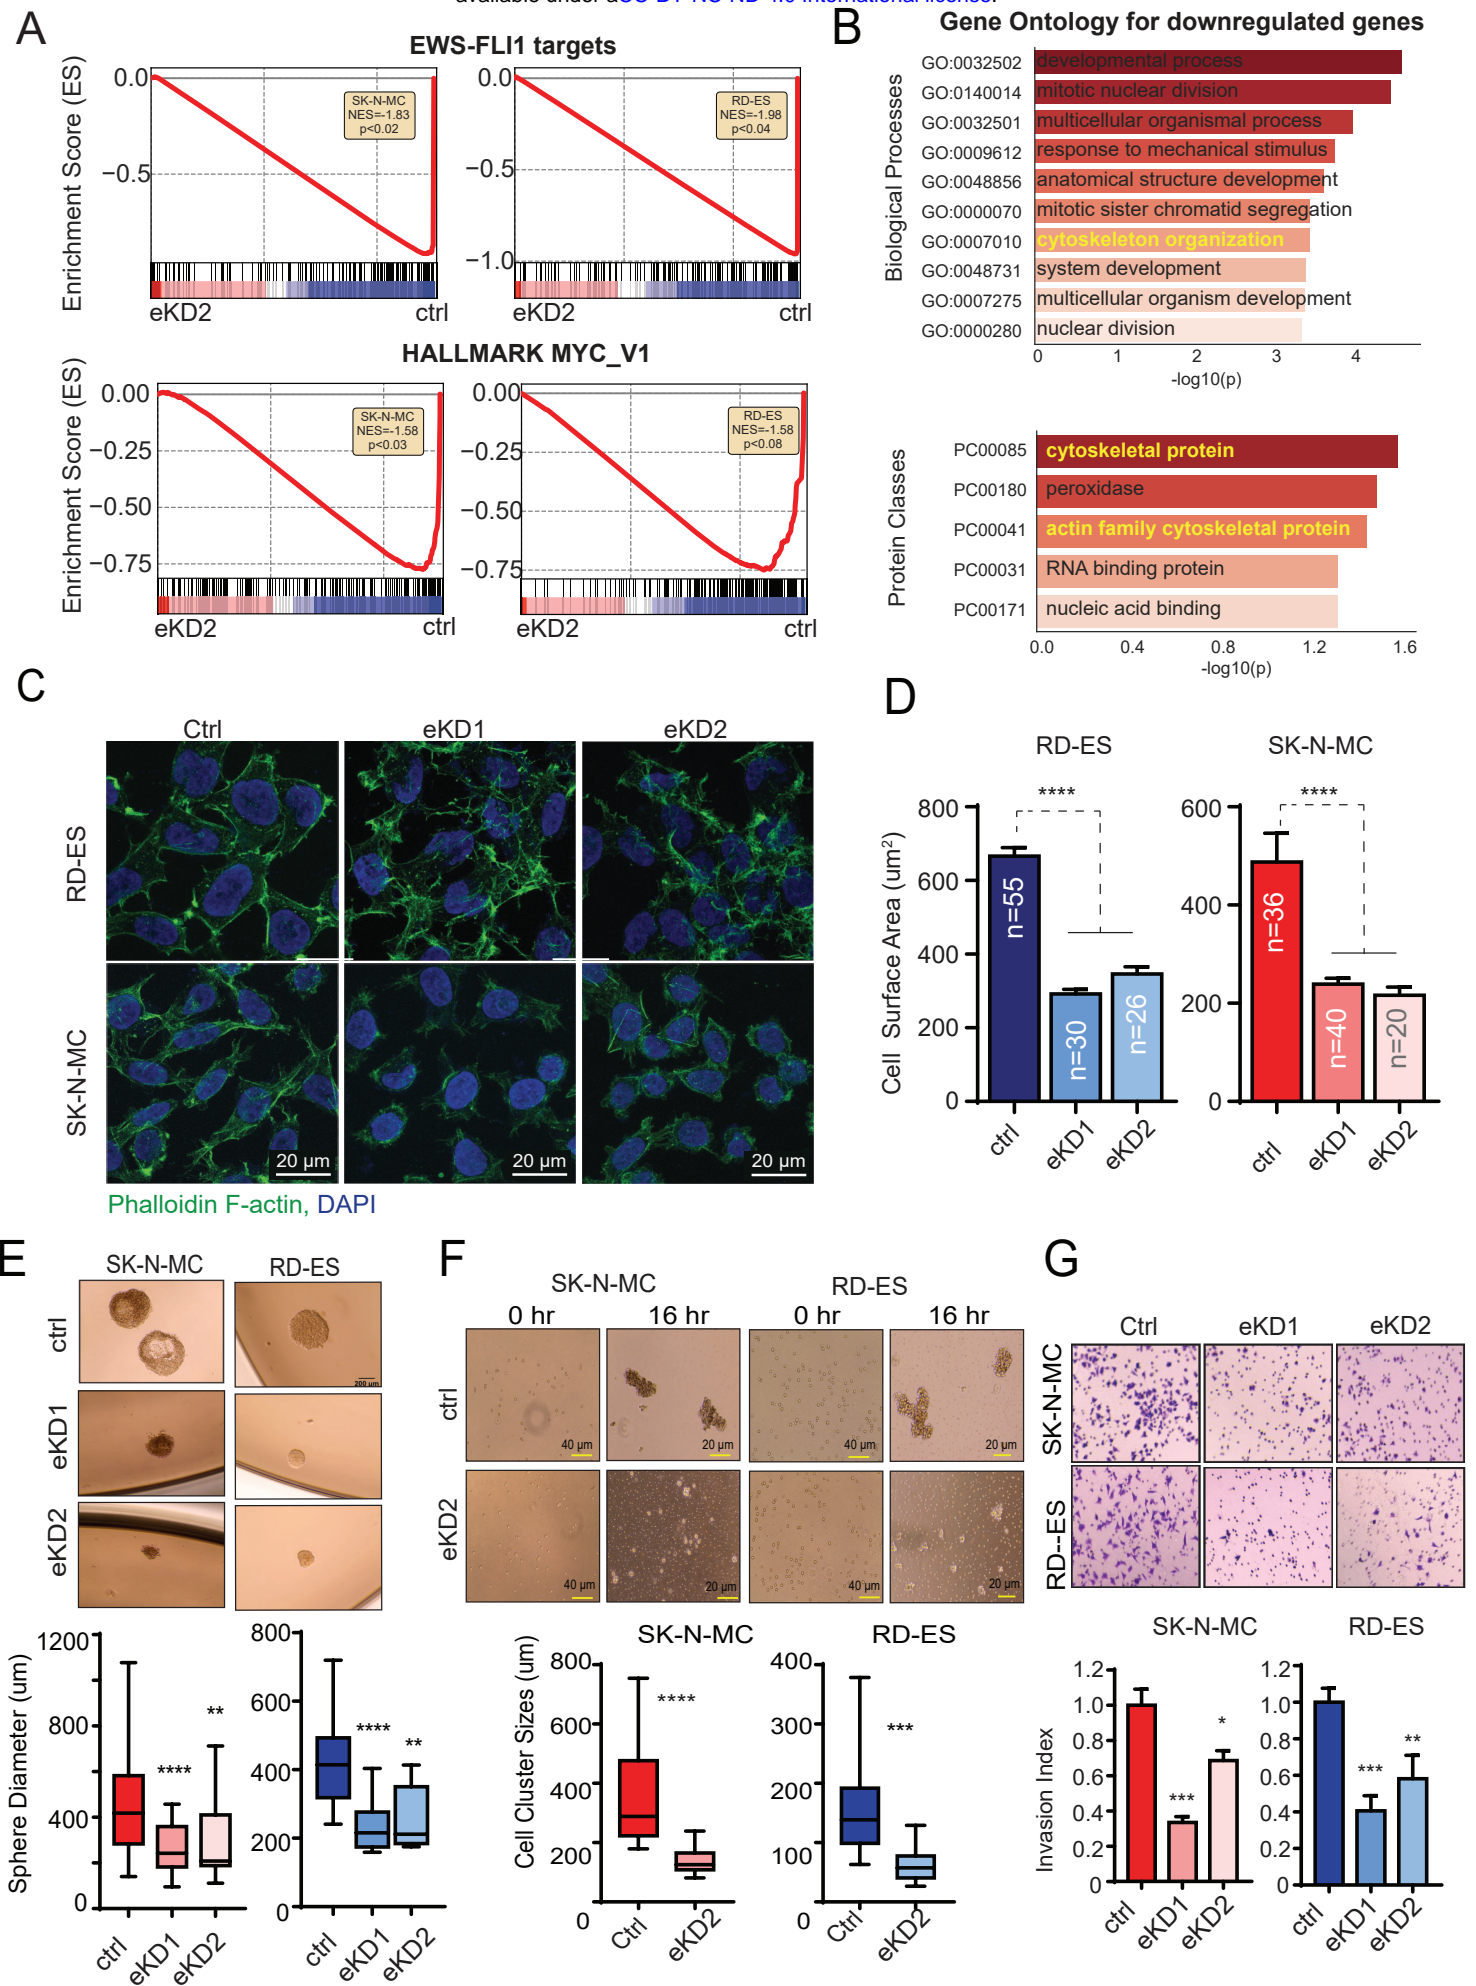 available under aCC-BY-NC-ND 4.0 International license.
A
EWS-FLI1 targets
Enrichment Score (ES)
0.0
−0.5
SK-N-MC
NES=-1.83
p<0.02
eKD2
ctrl
0.0
−0.5
−1.0
RD-ES
NES=-1.98
p<0.04
eKD2
ctrl
HALLMARK MYC_V1
Enrichment Score (ES)
0.00
−0.25
−0.50
−0.75
SK-N-MC
NES=-1.58
p<0.03
eKD2
ctrl
0.00
−0.25
−0.50
−0.75
RD-ES
NES=-1.58
p<0.08
eKD2
ctrl
B
Gene Ontology for downregulated genes
Biological Processes
GO:0032502 developmental process
GO:0140014 mitotic nuclear division
GO:0032501 multicellular organismal process
GO:0009612 response to mechanical stimulus
GO:0048856 anatomical structure development
GO:0000070 mitotic sister chromatid segregation
GO:0007010 cytoskeleton organization
GO:0048731 system development
GO:0007275 multicellular organism development
GO:0000280 nuclear division
0 1 2 3 4
-log10(p)
Protein Classes
PC00085 cytoskeletal protein
PC00180 peroxidase
PC00041 actin family cytoskeletal protein
PC00031 RNA binding protein
PC00171 nucleic acid binding
0.0 0.4 0.8 1.2 1.6
-log10(p)
C
Ctrl eKD1 eKD2
RD-ES
SK-N-MC
20 µm 20 µm 20 µm
Phalloidin F-actin, DAPI
D
RD-ES
Cell Surface Area (um²)
800
600
400
200
0
****
n=55
n=30
n=26
ctrl eKD1 eKD2
SK-N-MC
600
400
200
0
****
n=36
n=40
n=20
ctrl eKD1 eKD2
E
SK-N-MC RD-ES
ctrl
200 um
eKD1
eKD2
Sphere Diameter (um)
1200
800
400
0
****
**
ctrl eKD1 eKD2
800
600
400
200
0
****
**
ctrl eKD1 eKD2
F
SK-N-MC RD-ES
0 hr 16 hr 0 hr 16 hr
ctrl
40 µm 20 µm 40 µm 20 µm
eKD2
40 µm 20 µm 40 µm 20 µm
SK-N-MC
Cell Cluster Sizes (um)
800
600
400
200
0
****
Ctrl eKD2
RD-ES
400
300
200
100
0
***
Ctrl eKD2
G
Ctrl eKD1 eKD2
SK-N-MC
RD--ES
SK-N-MC
Invasion Index
1.2
1.0
0.8
0.6
0.4
0.2
0
***
*
ctrl eKD1 eKD2
RD-ES
1.2
1.0
0.8
0.6
0.4
0.2
0
***
**
ctrl eKD1 eKD2